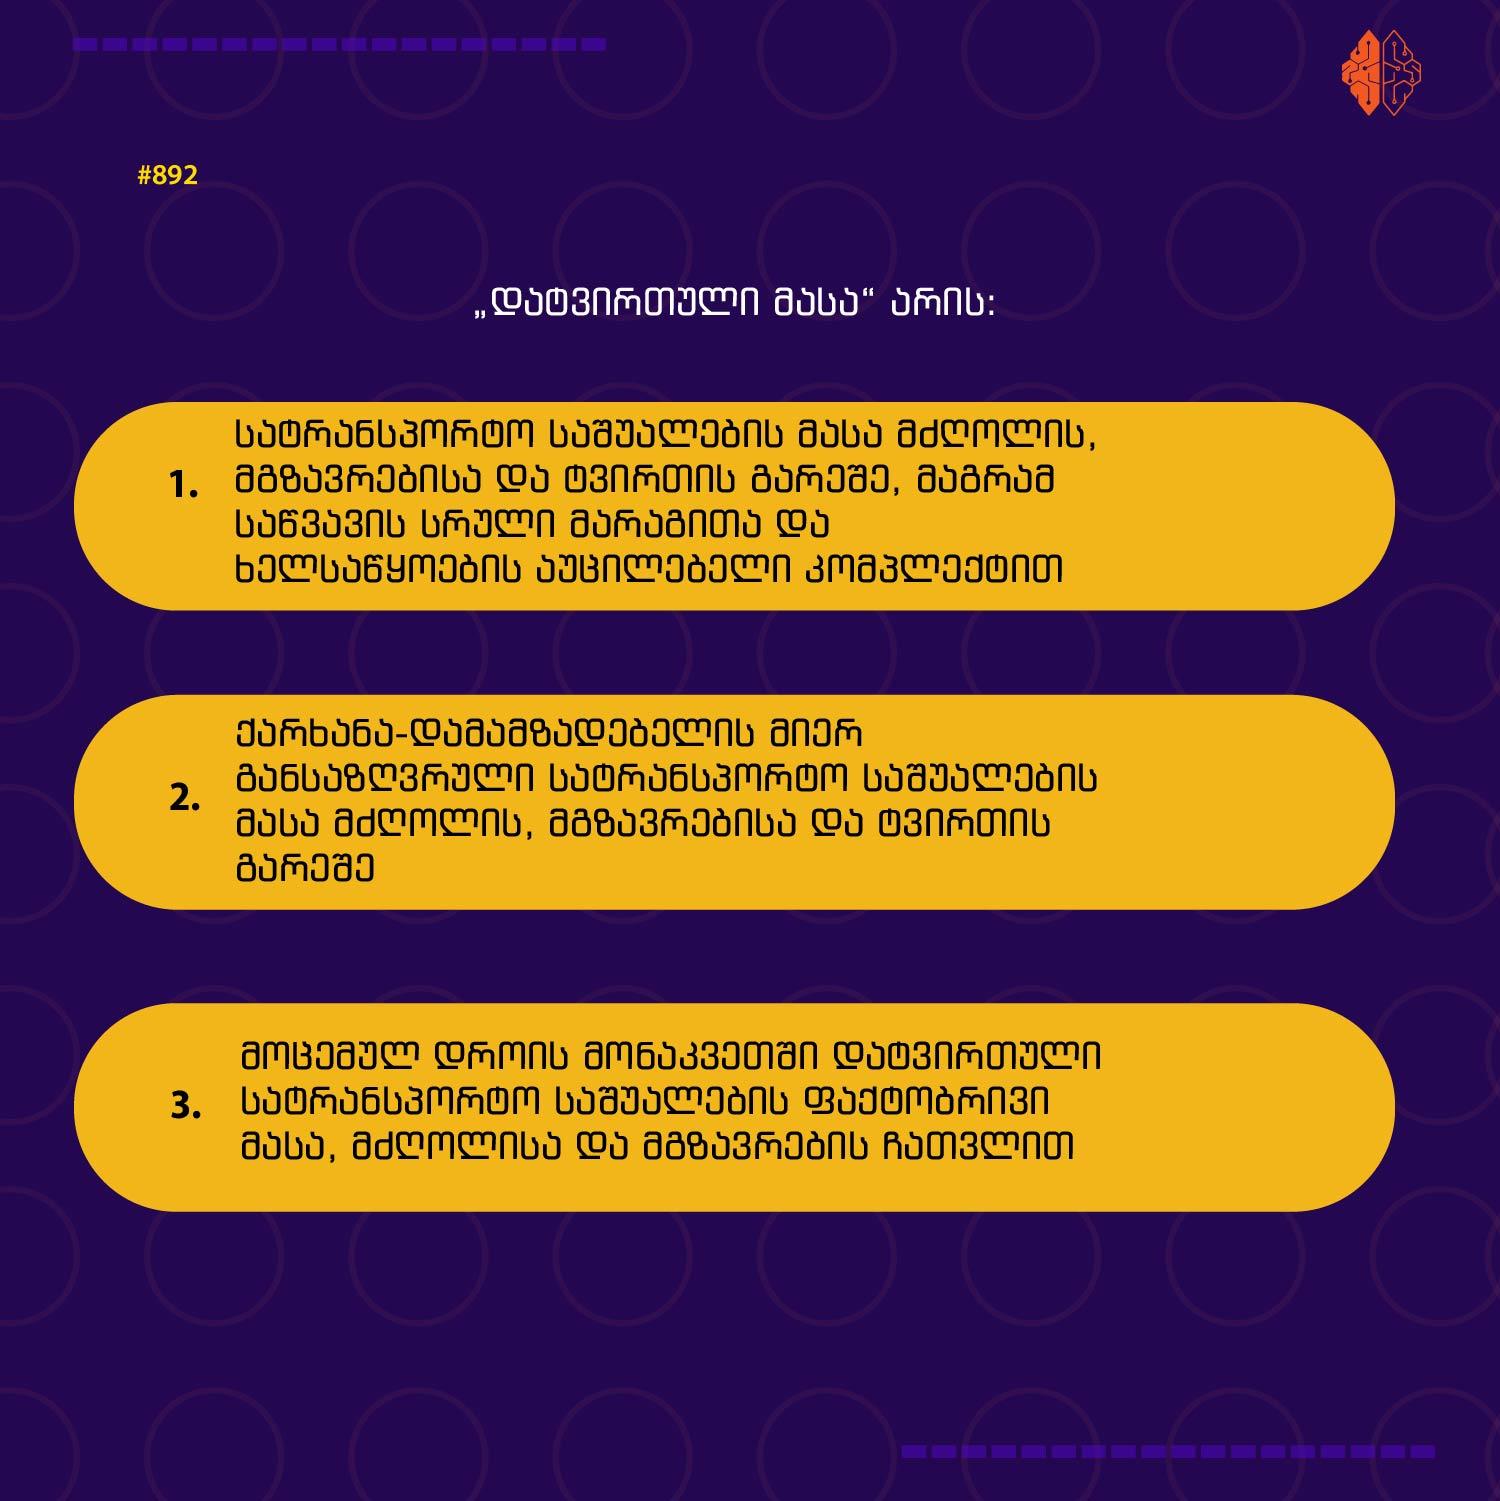 #892
„დატვირთული მასა“ არის:
1. სატრანსპორტო საშუალების მასა მძღოლის,
მგზავრებისა და ტვირთის გარეშე, მაგრამ
საწვავის სრული მარაგითა და
ხელსაწყოების აუცილებელი კომპლექტით
2. ქარხანა-დამამზადებელის მიერ
განსაზღვრული სატრანსპორტო საშუალების
მასა მძღოლის, მგზავრებისა და ტვირთის
გარეშე
3. მოცემულ დროის მონაკვეთში დატვირთული
სატრანსპორტო საშუალების ფაქტობრივი
მასა, მძღოლისა და მგზავრების ჩათვლით